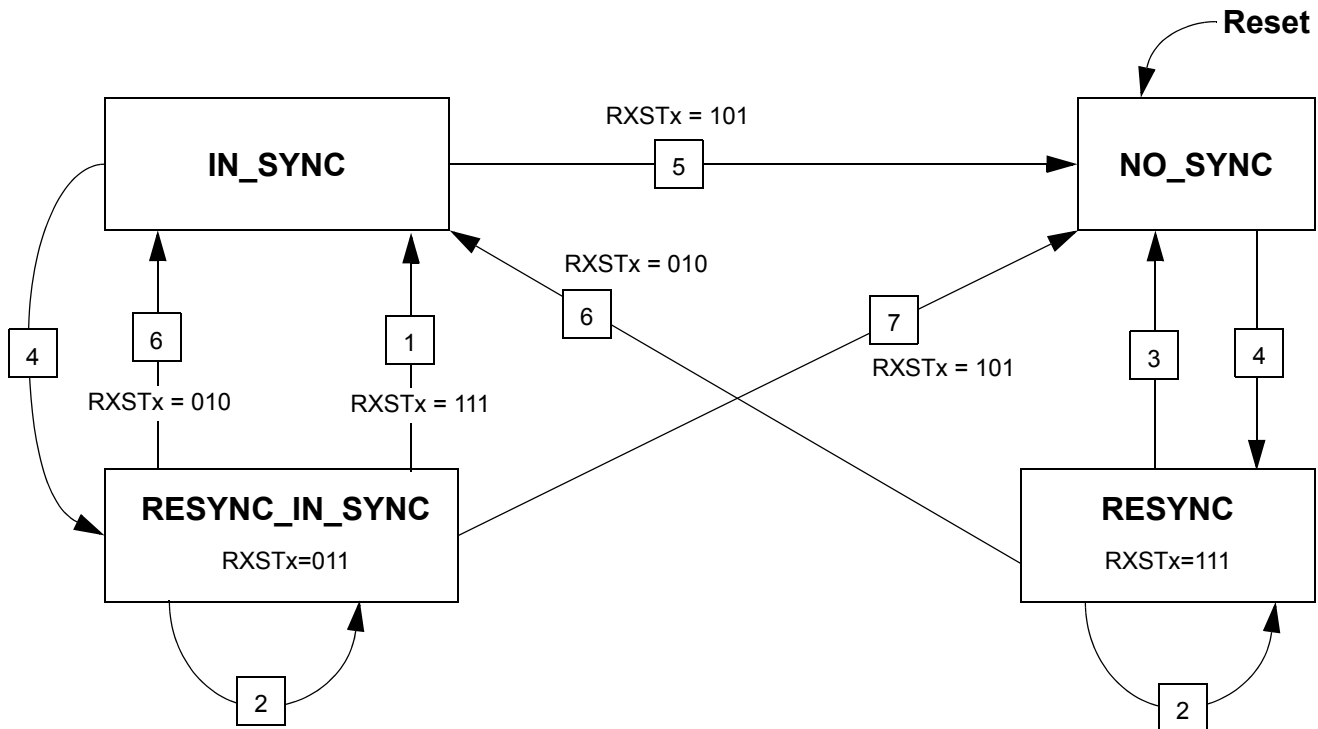 Reset
RXSTx = 101
IN_SYNC
5
NO_SYNC
RXSTx = 010
6
7
RXSTx = 101
4
6
1
3
4
RXSTx = 010
RXSTx = 111
RESYNC_IN_SYNC
RXSTx=011
RESYNC
RXSTx=111
2
2